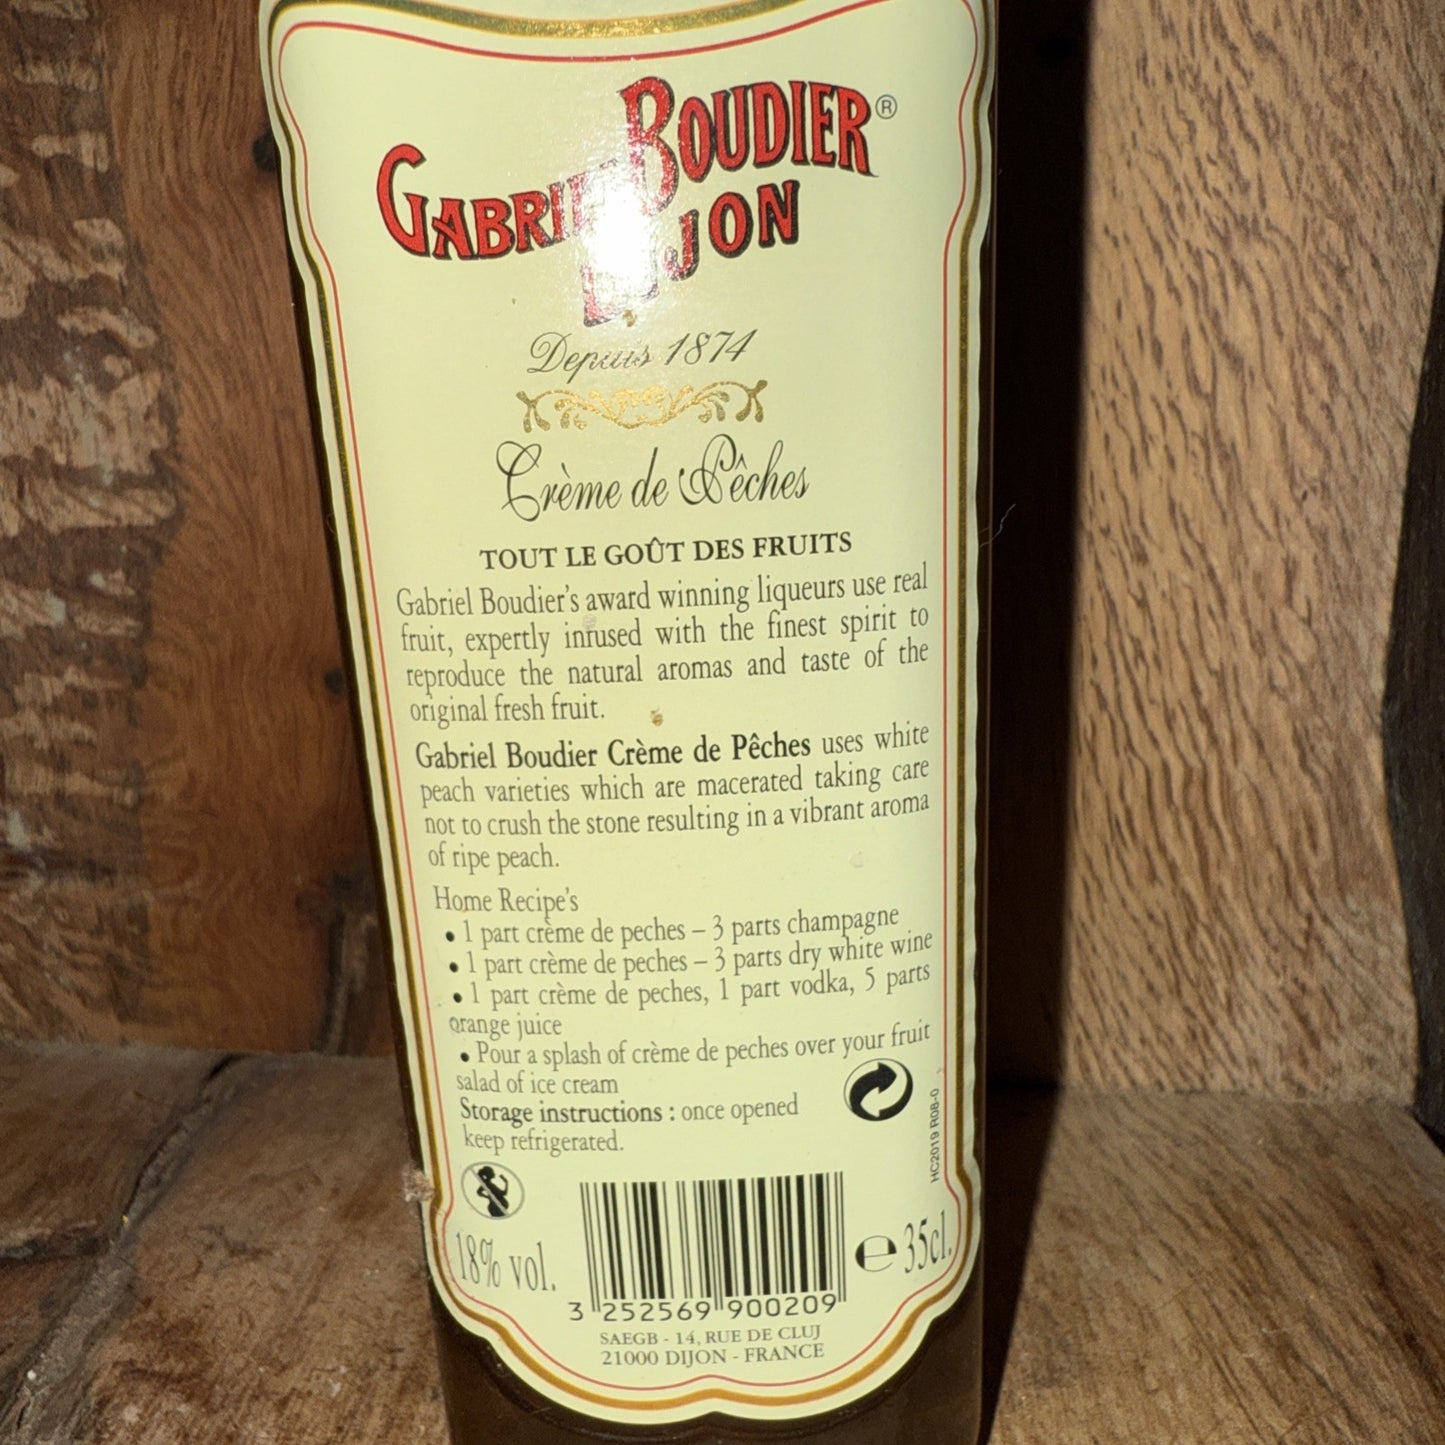 GABRIEL BOUDIER®
DIJON
Depuis 1874
Crème de Pêches
TOUT LE GOÛT DES FRUITS
Gabriel Boudier's award winning liqueurs use real
fruit, expertly infused with the finest spirit to
reproduce the natural aromas and taste of the
original fresh fruit.
Gabriel Boudier Crème de Pêches uses white
peach varieties which are macerated taking care
not to crush the stone resulting in a vibrant aroma
of ripe peach.
Home Recipe's
• 1 part crème de peches – 3 parts champagne
• 1 part crème de peches – 3 parts dry white wine
• 1 part crème de peches, 1 part vodka, 5 parts
orange juice
• Pour a splash of crème de peches over your fruit
salad of ice cream
Storage instructions : once opened
keep refrigerated.
HC2019 R08-0
18% vol.
℮ 35cl.
3 252569 900209
SAEGB - 14, RUE DE CLUJ
21000 DIJON - FRANCE